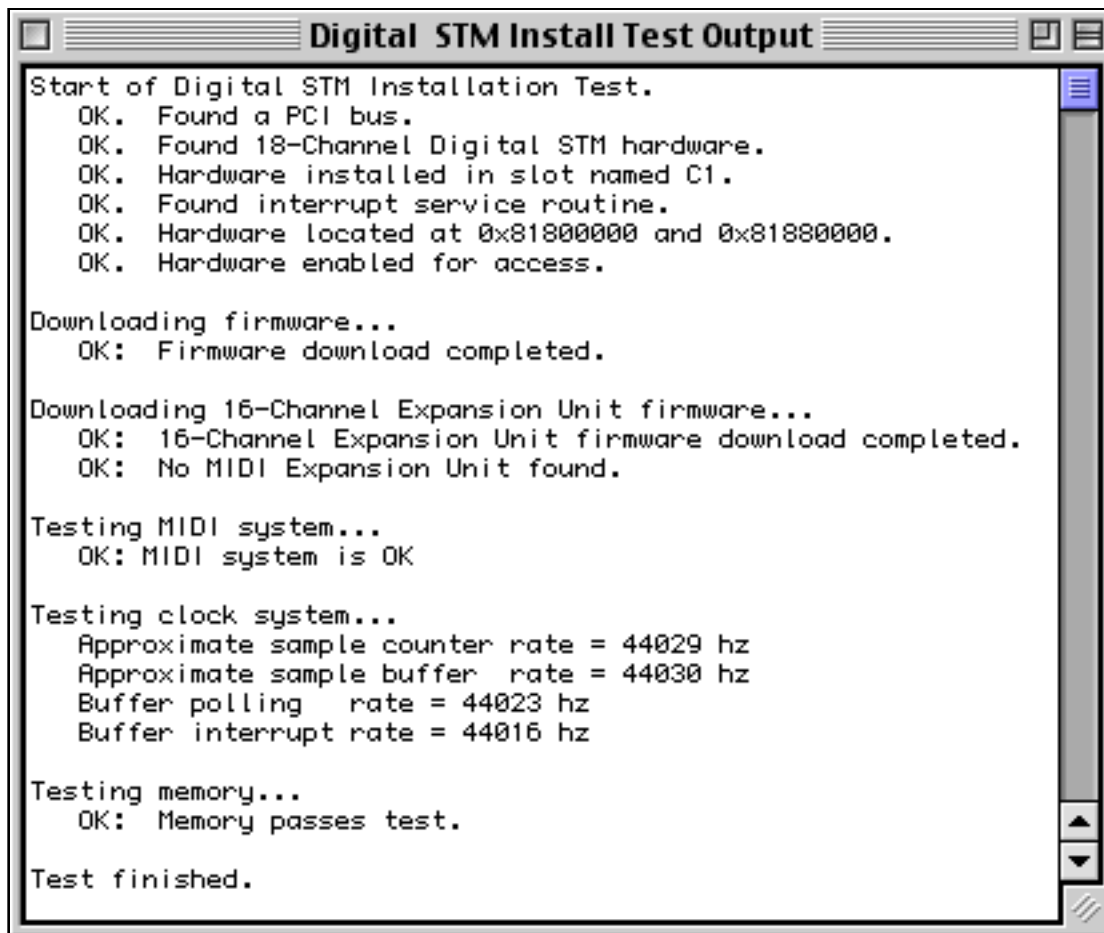 Digital  STM Install Test Output
Start of Digital STM Installation Test.
   OK.  Found a PCI bus.
   OK.  Found 18-Channel Digital STM hardware.
   OK.  Hardware installed in slot named C1.
   OK.  Found interrupt service routine.
   OK.  Hardware located at 0x81800000 and 0x81880000.
   OK.  Hardware enabled for access.

Downloading firmware...
   OK:  Firmware download completed.

Downloading 16-Channel Expansion Unit firmware...
   OK:  16-Channel Expansion Unit firmware download completed.
   OK:  No MIDI Expansion Unit found.

Testing MIDI system...
   OK: MIDI system is OK

Testing clock system...
   Approximate sample counter rate = 44029 hz
   Approximate sample buffer  rate = 44030 hz
   Buffer polling   rate = 44023 hz
   Buffer interrupt rate = 44016 hz

Testing memory...
   OK:  Memory passes test.

Test finished.